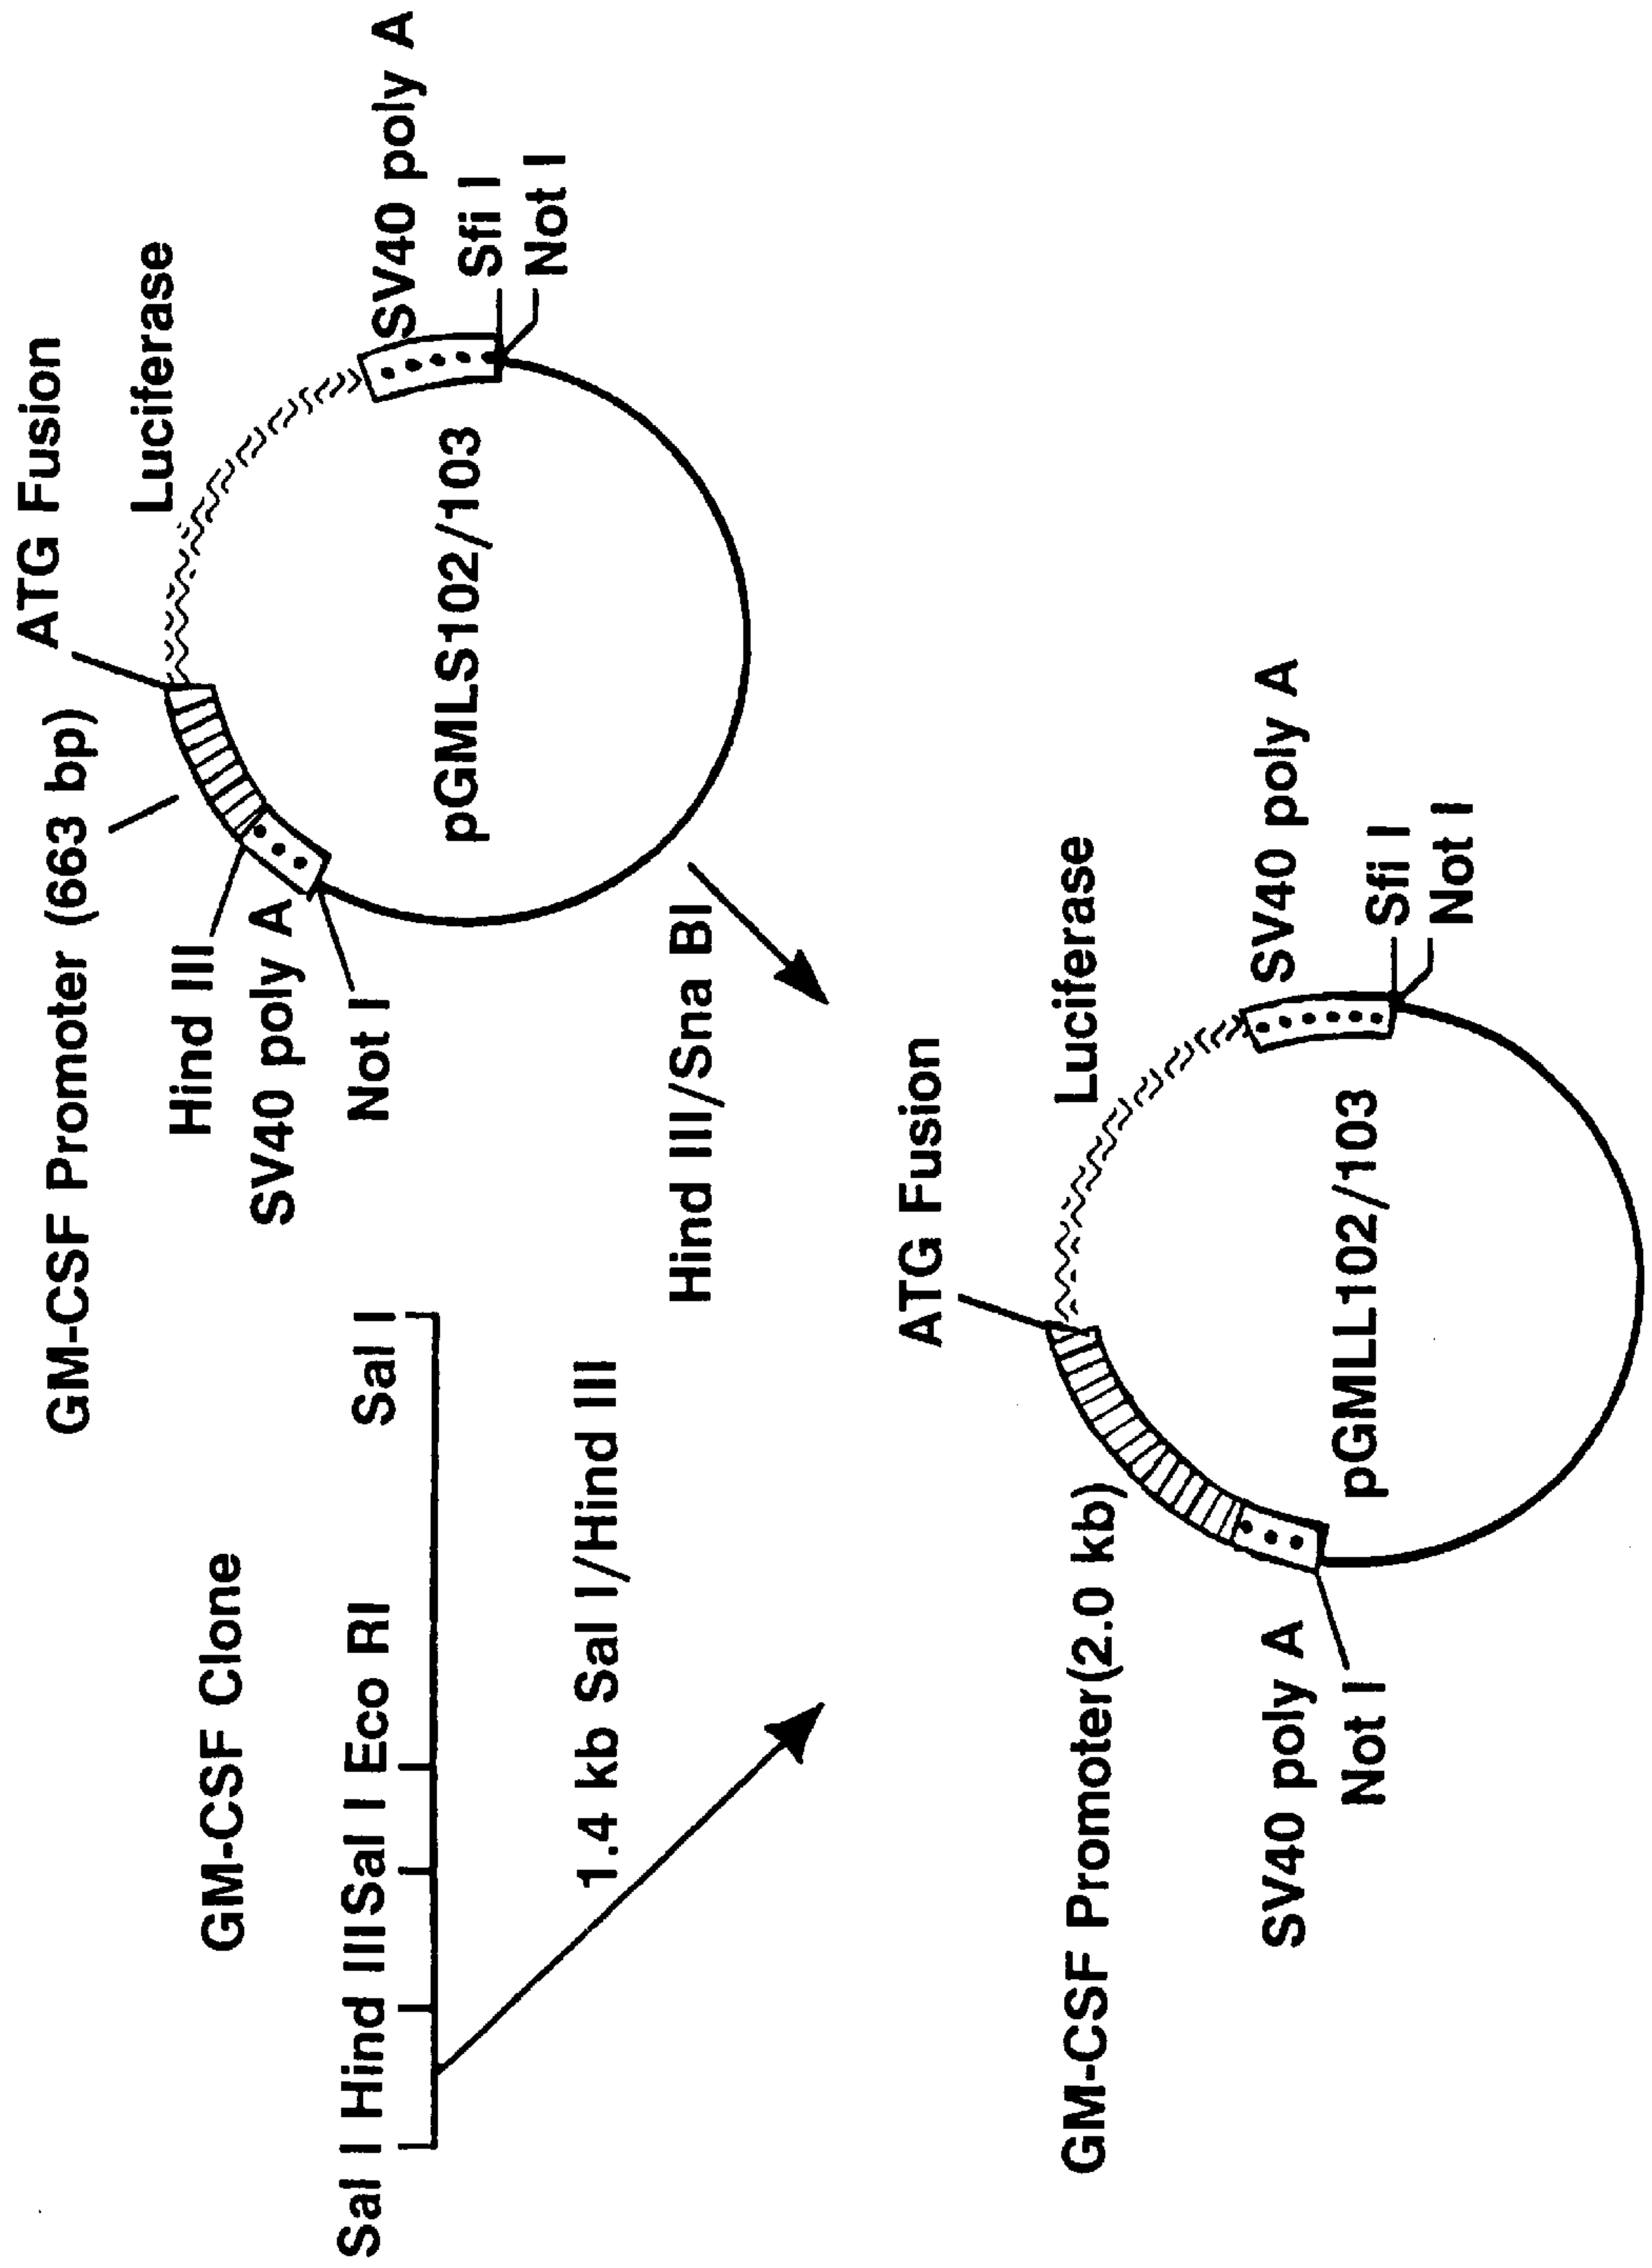 GM-CSF Clone
Sal I Hind III Sal I Eco RI Sal I
1.4 kb Sal I/Hind III
GM-CSF Promoter (663 bp)
ATG Fusion
Luciferase
Hind III
SV40 poly A
Not I
SV40 poly A
Sfi I
Not I
pGMLS102/103
Hind III/Sna BI
ATG Fusion
GM-CSF Promoter(2.0 kb)
Luciferase
SV40 poly A
Not I
SV40 poly A
Sfi I
Not I
pGMLL102/103